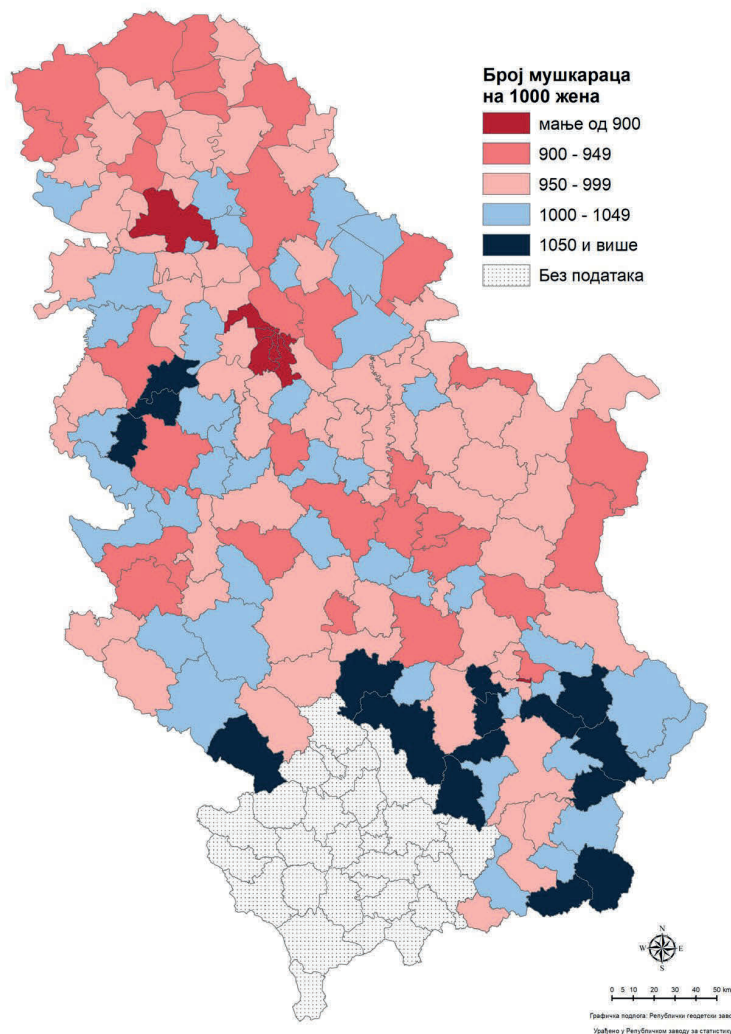 Број мушкараца
на 1000 жена
мање од 900
900 - 949
950 - 999
1000 - 1049
1050 и више
Без података
N
W E
S
0 5 10 20 30 40 50 km
Графичка подлога: Републички геодетски заво
Урађено у Републичком заводу за статистику